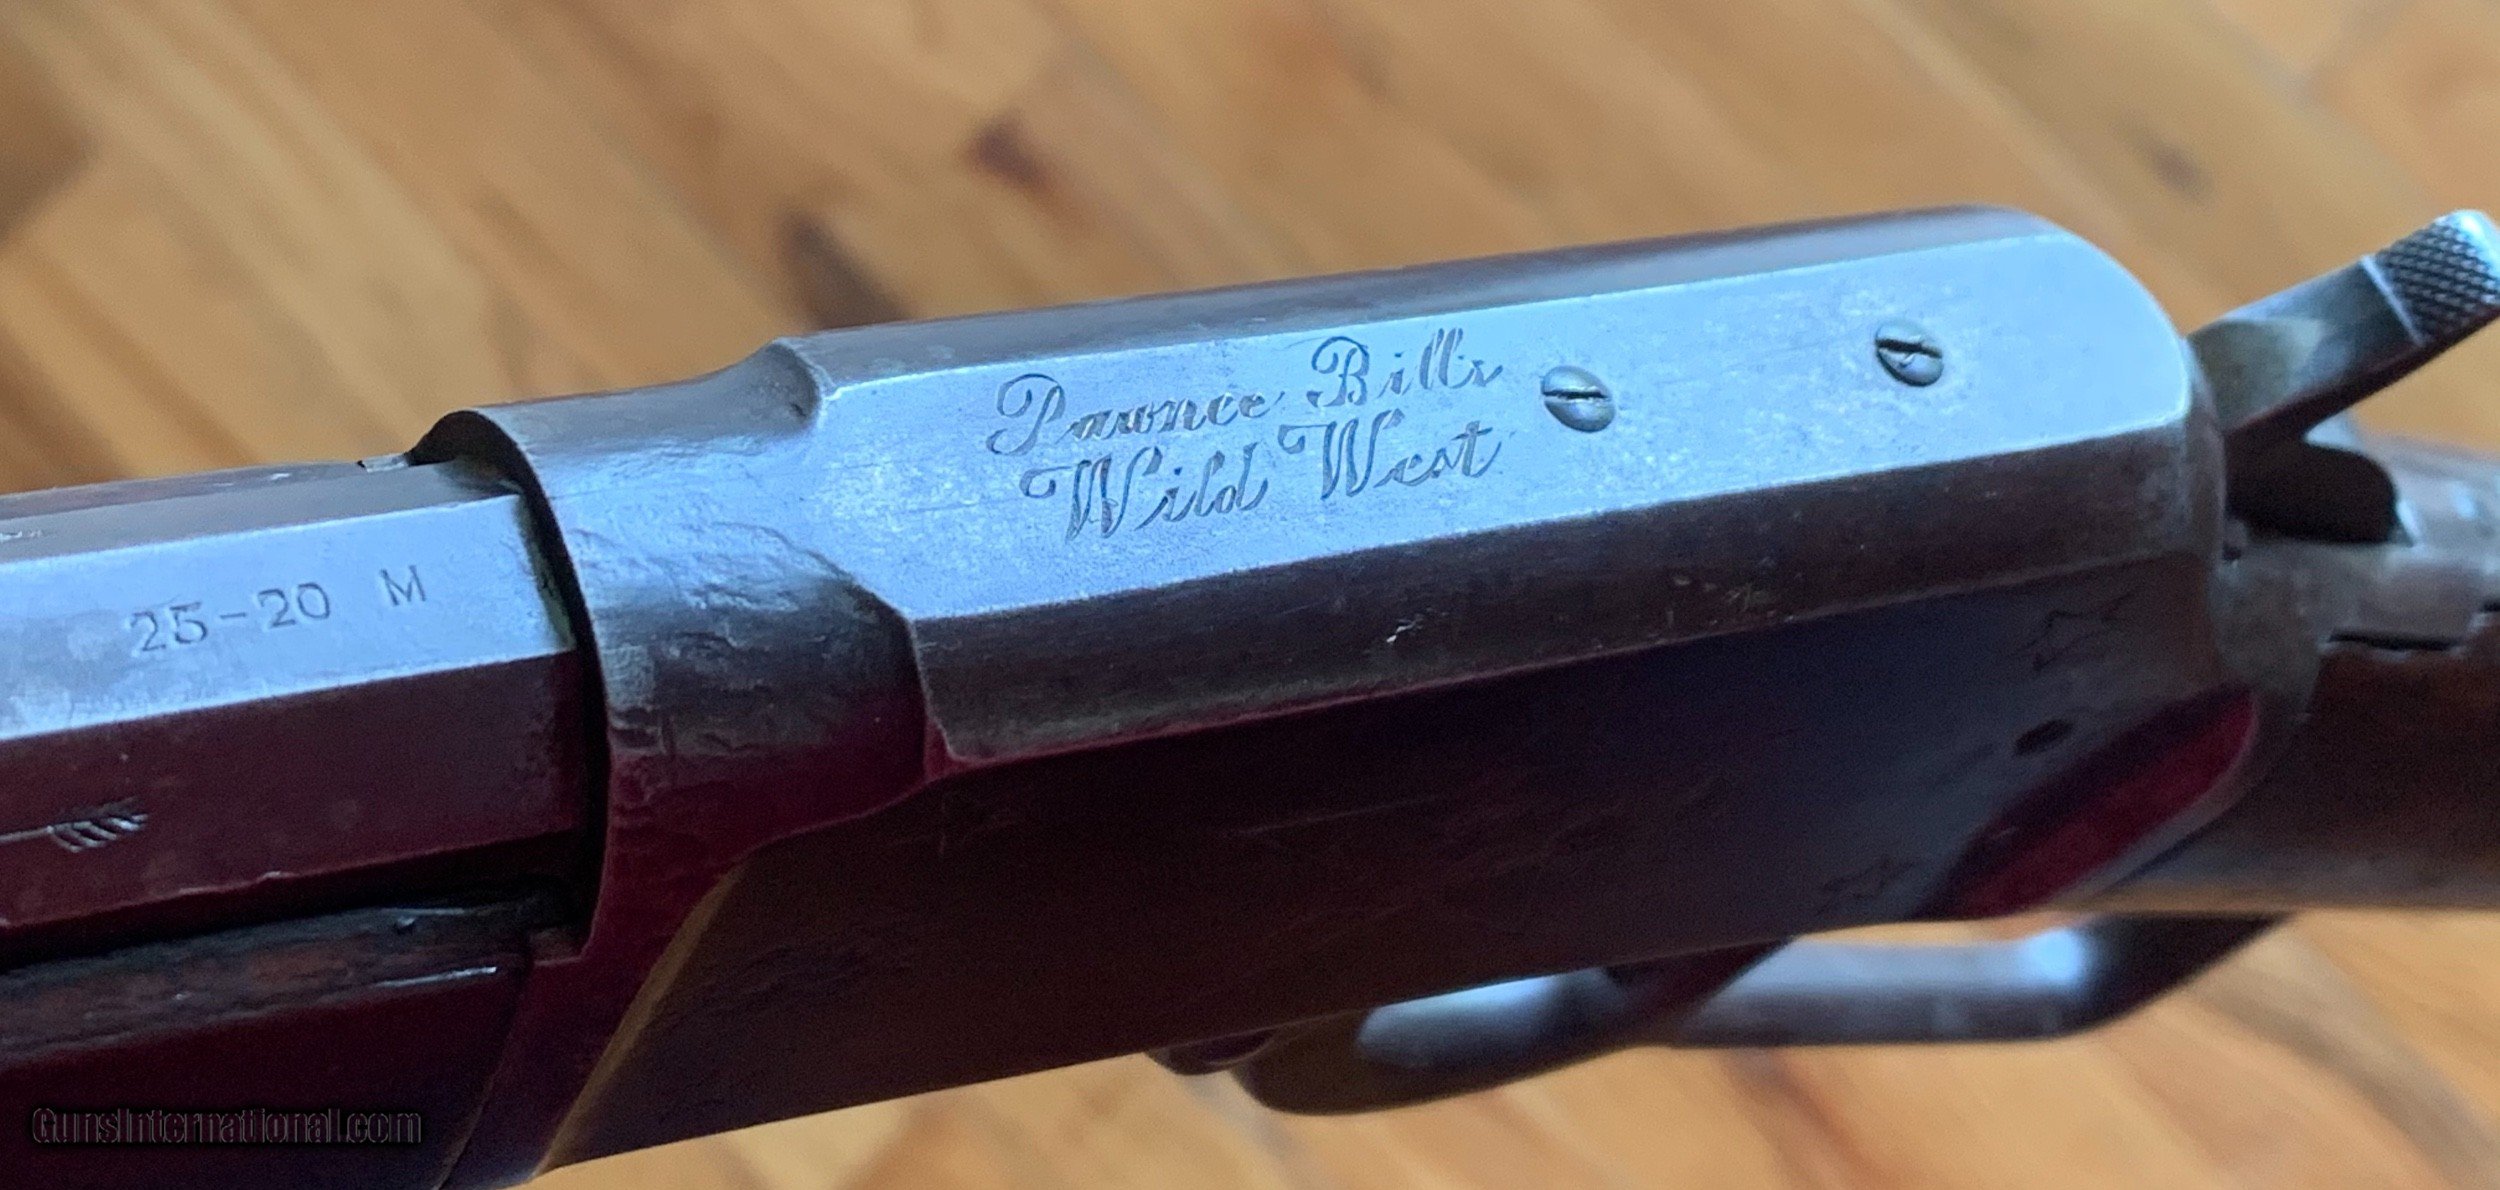 Pawnee Bill's
Wild West
25-20 M
GunsInternational.com